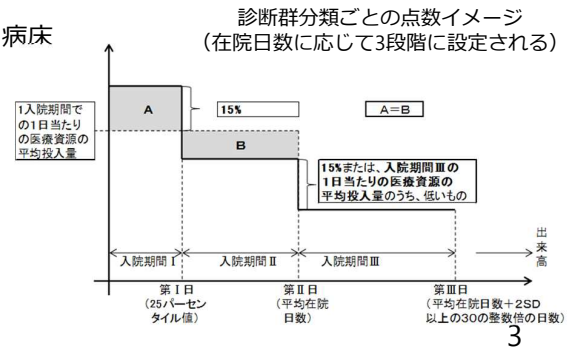 病床
診断群分類ごとの点数イメージ
（在院日数に応じて3段階に設定される）
1入院期間で
の1日当たり
の医療資源の
平均投入量
A
15%
A＝B
B
15%または、入院期間Ⅲの
1日当たりの医療資源の
平均投入量のうち、低いもの
入院期間Ⅰ
入院期間Ⅱ
入院期間Ⅲ
出来高
第Ⅰ日
（25パーセン
タイル値）
第Ⅱ日
（平均在院
日数）
第Ⅲ日
（平均在院日数＋2SD
以上の30の整数倍の日数）
3